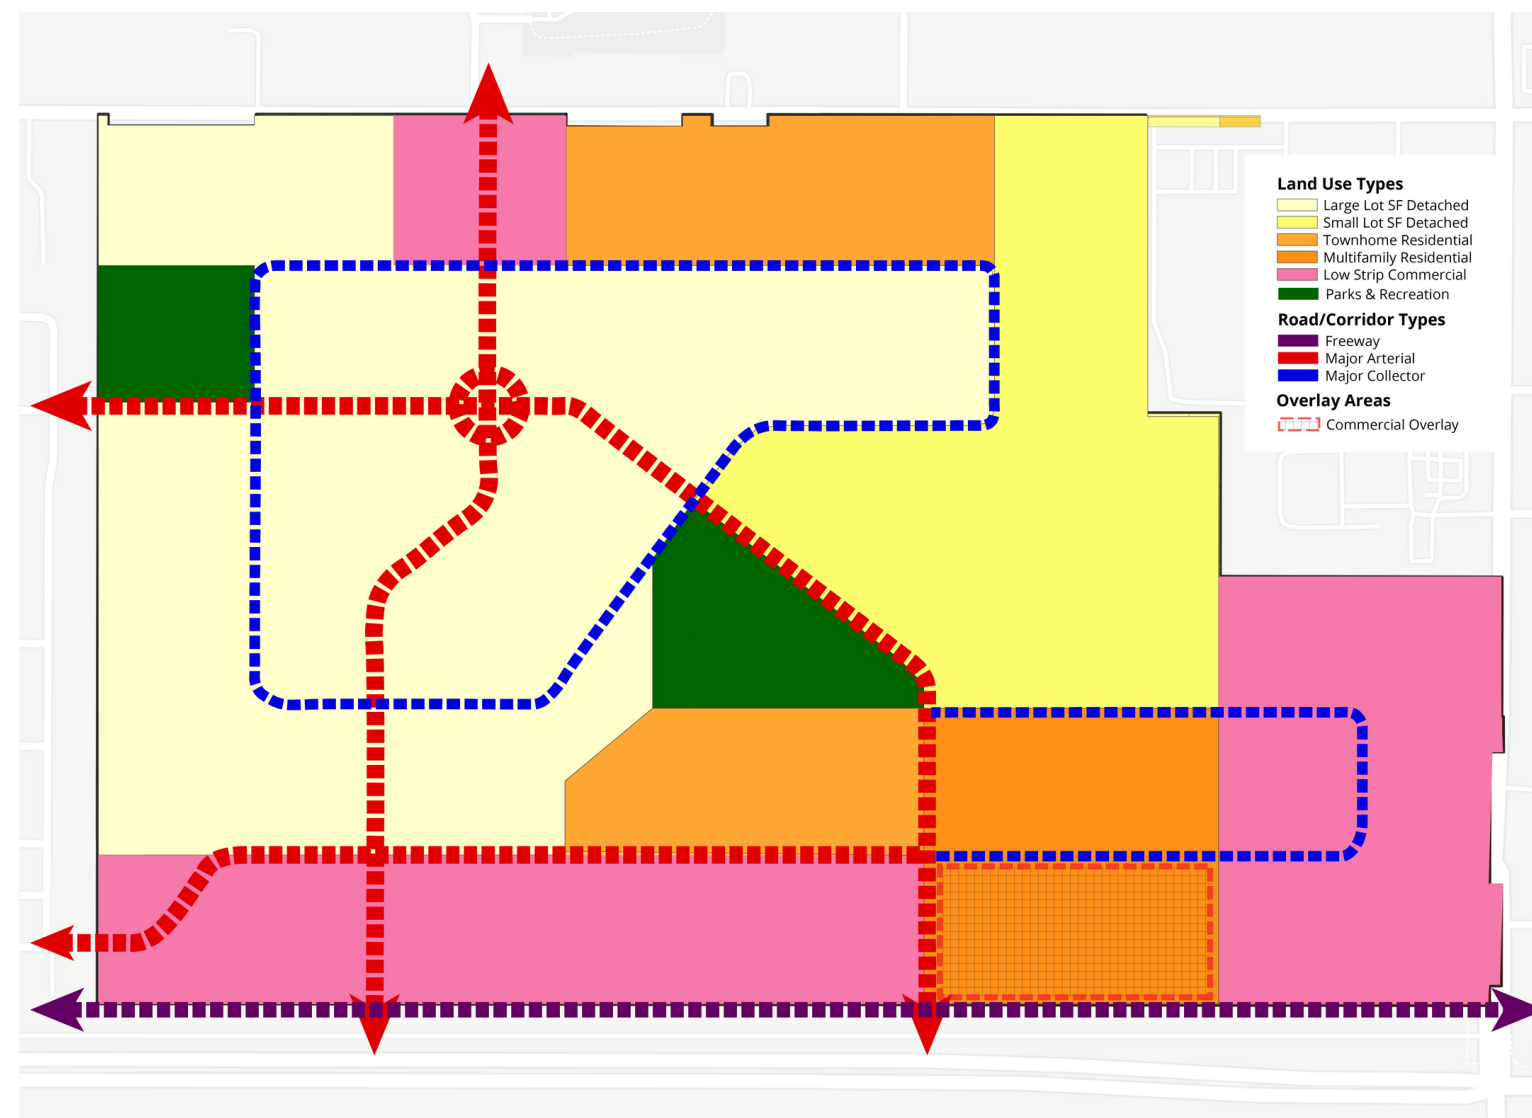 Land Use Types
Large Lot SF Detached
Small Lot SF Detached
Townhome Residential
Multifamily Residential
Low Strip Commercial
Parks & Recreation
Road/Corridor Types
Freeway
Major Arterial
Major Collector
Overlay Areas
Commercial Overlay